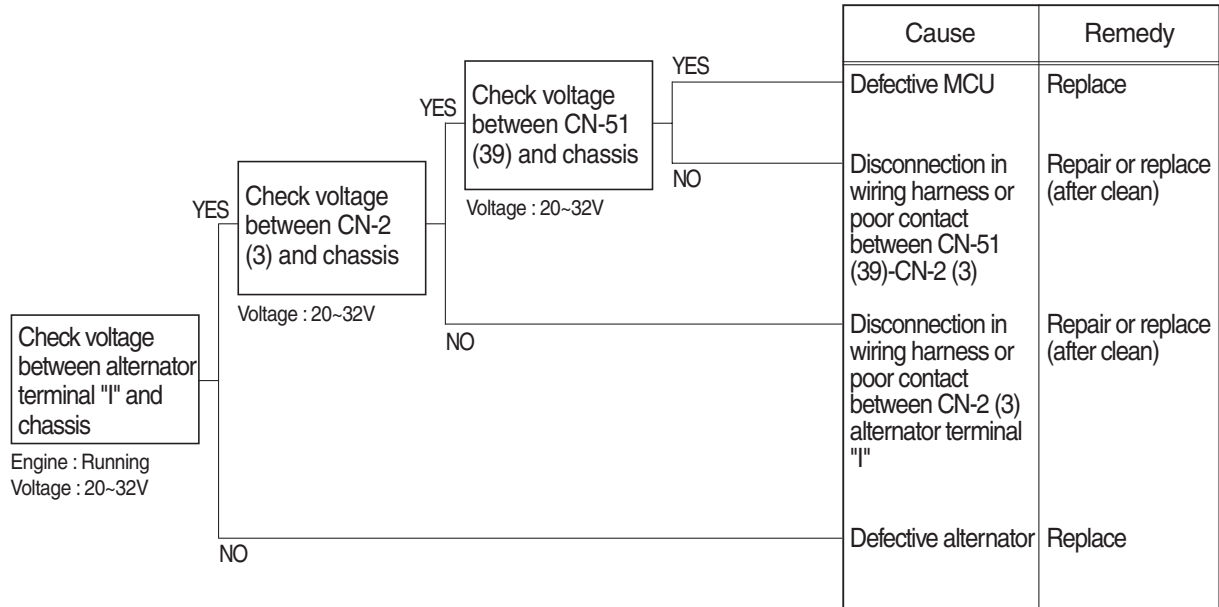 Cause
Remedy
YES
Defective MCU
Replace
YES
Check voltage
between CN-51
(39) and chassis
NO
Voltage : 20~32V
Disconnection in
wiring harness or
poor contact
between CN-51
(39)-CN-2 (3)
Repair or replace
(after clean)
YES
Check voltage
between CN-2
(3) and chassis
Voltage : 20~32V
NO
Disconnection in
wiring harness or
poor contact
between CN-2 (3)
alternator terminal
"I"
Repair or replace
(after clean)
Check voltage
between alternator
terminal "I" and
chassis
Engine : Running
Voltage : 20~32V
NO
Defective alternator
Replace